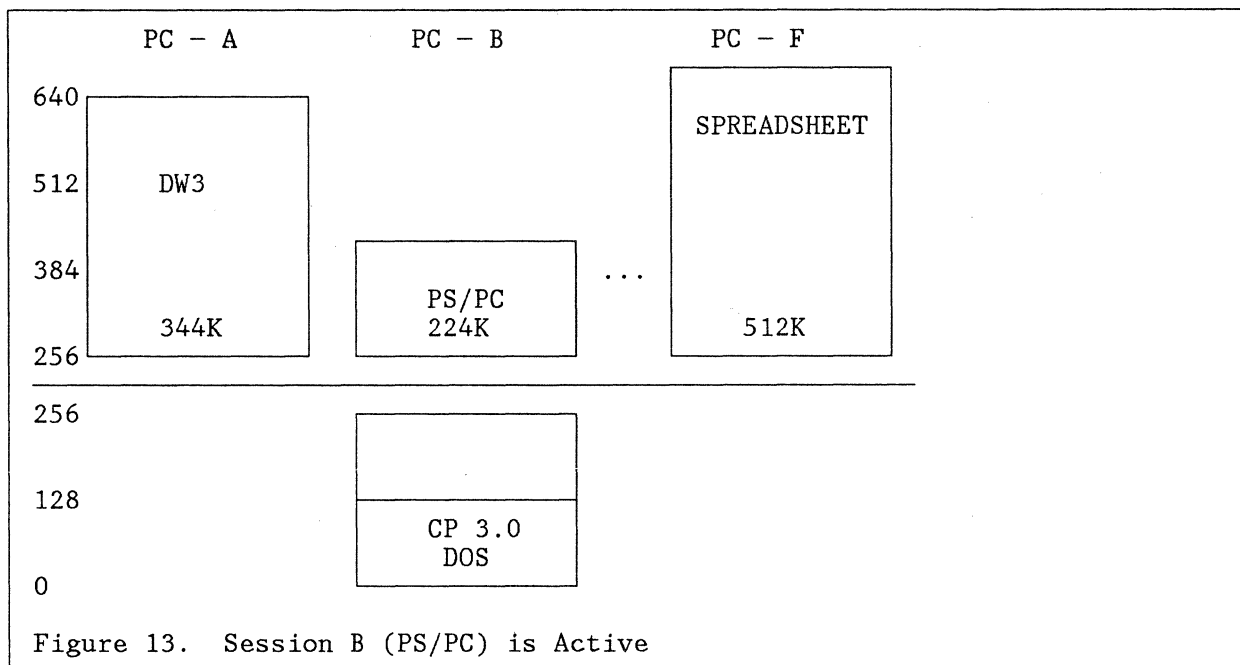 PC - A PC - B PC - F
640
SPREADSHEET
512 DW3
384 ...
PS/PC
344K 224K 512K
256
256
128
CP 3.0
DOS
0
Figure 13. Session B (PS/PC) is Active